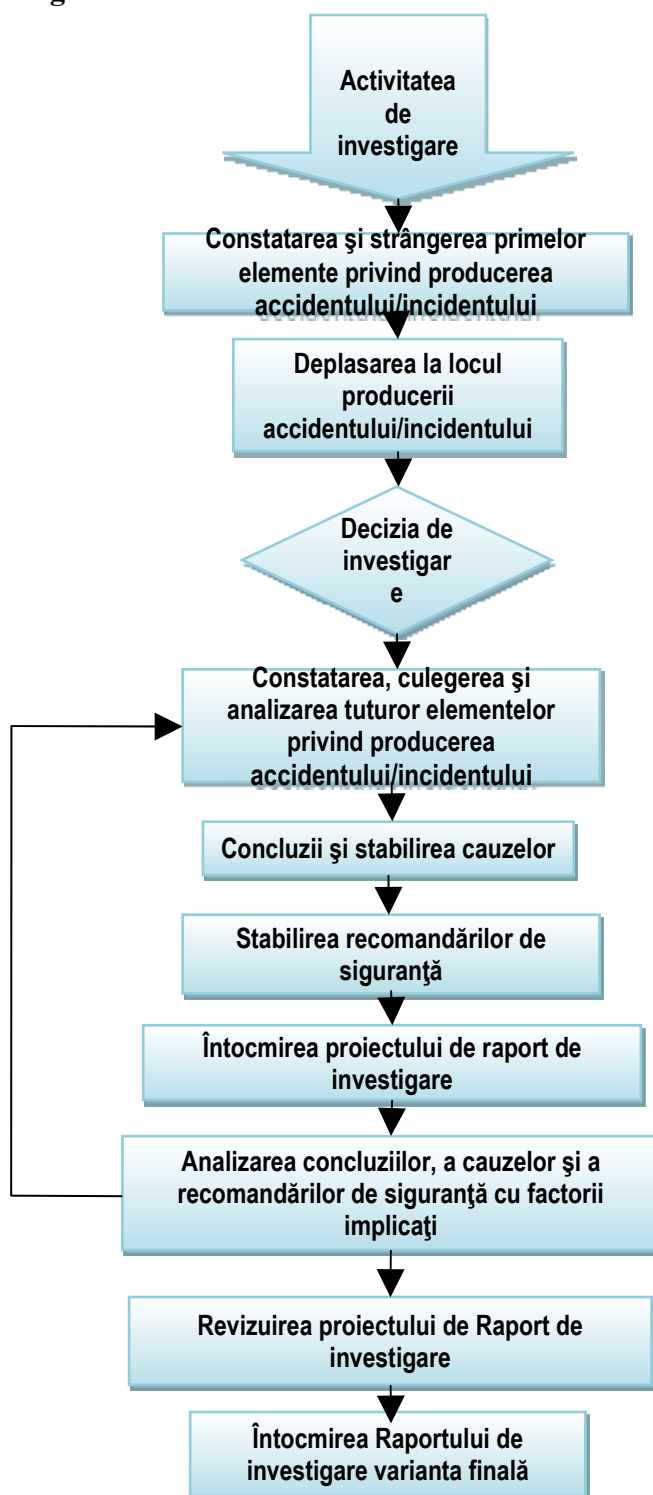 g
Activitatea
de
investigare
Constatarea şi strângerea primelor
elemente privind producerea
accidentului/incidentului
Deplasarea la locul
producerii
accidentului/incidentului
Decizia de
investigar
e
Constatarea, culegerea şi
analizarea tuturor elementelor
privind producerea
accidentului/incidentului
Concluzii şi stabilirea cauzelor
Stabilirea recomandărilor de
siguranţă
Întocmirea proiectului de raport de
investigare
Analizarea concluziilor, a cauzelor şi a
recomandărilor de siguranţă cu factorii
implicaţi
Revizuirea proiectului de Raport de
investigare
Întocmirea Raportului de
investigare varianta finală